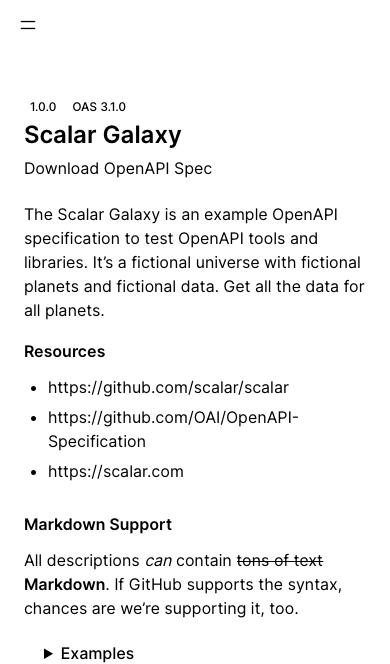 1.0.0 OAS 3.1.0
Scalar Galaxy
Download OpenAPI Spec
The Scalar Galaxy is an example OpenAPI
specification to test OpenAPI tools and
libraries. It’s a fictional universe with fictional
planets and fictional data. Get all the data for
all planets.
Resources
• https://github.com/scalar/scalar
• https://github.com/OAI/OpenAPI-
Specification
• https://scalar.com
Markdown Support
All descriptions can contain tons of text
Markdown. If GitHub supports the syntax,
chances are we’re supporting it, too.
Examples